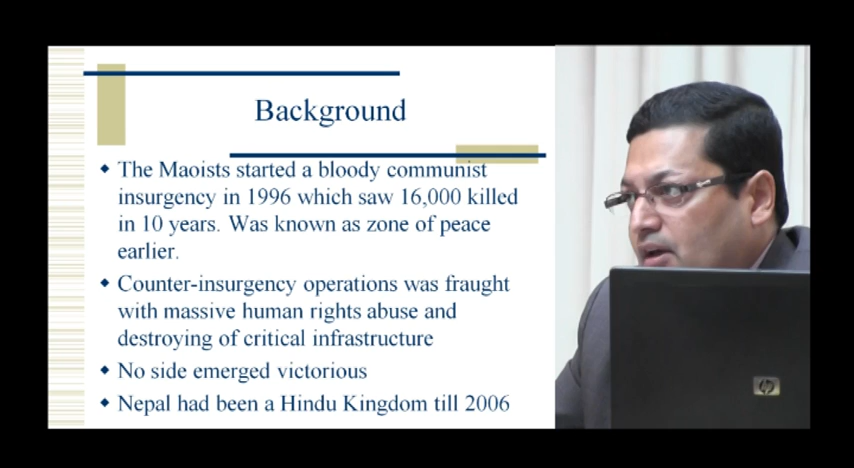 Background
The Maoists started a bloody communist
insurgency in 1996 which saw 16,000 killed
in 10 years. Was known as zone of peace
earlier.
Counter-insurgency operations was fraught
with massive human rights abuse and
destroying of critical infrastructure
No side emerged victorious
Nepal had been a Hindu Kingdom till 2006
hp